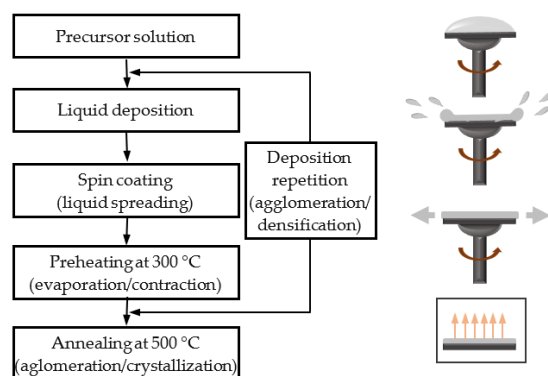 Precursor solution
Liquid deposition
Spin coating
(liquid spreading)
Deposition
repetition
(agglomeration/
densification)
Preheating at 300 °C
(evaporation/contraction)
Annealing at 500 °C
(aglomeration/crystallization)